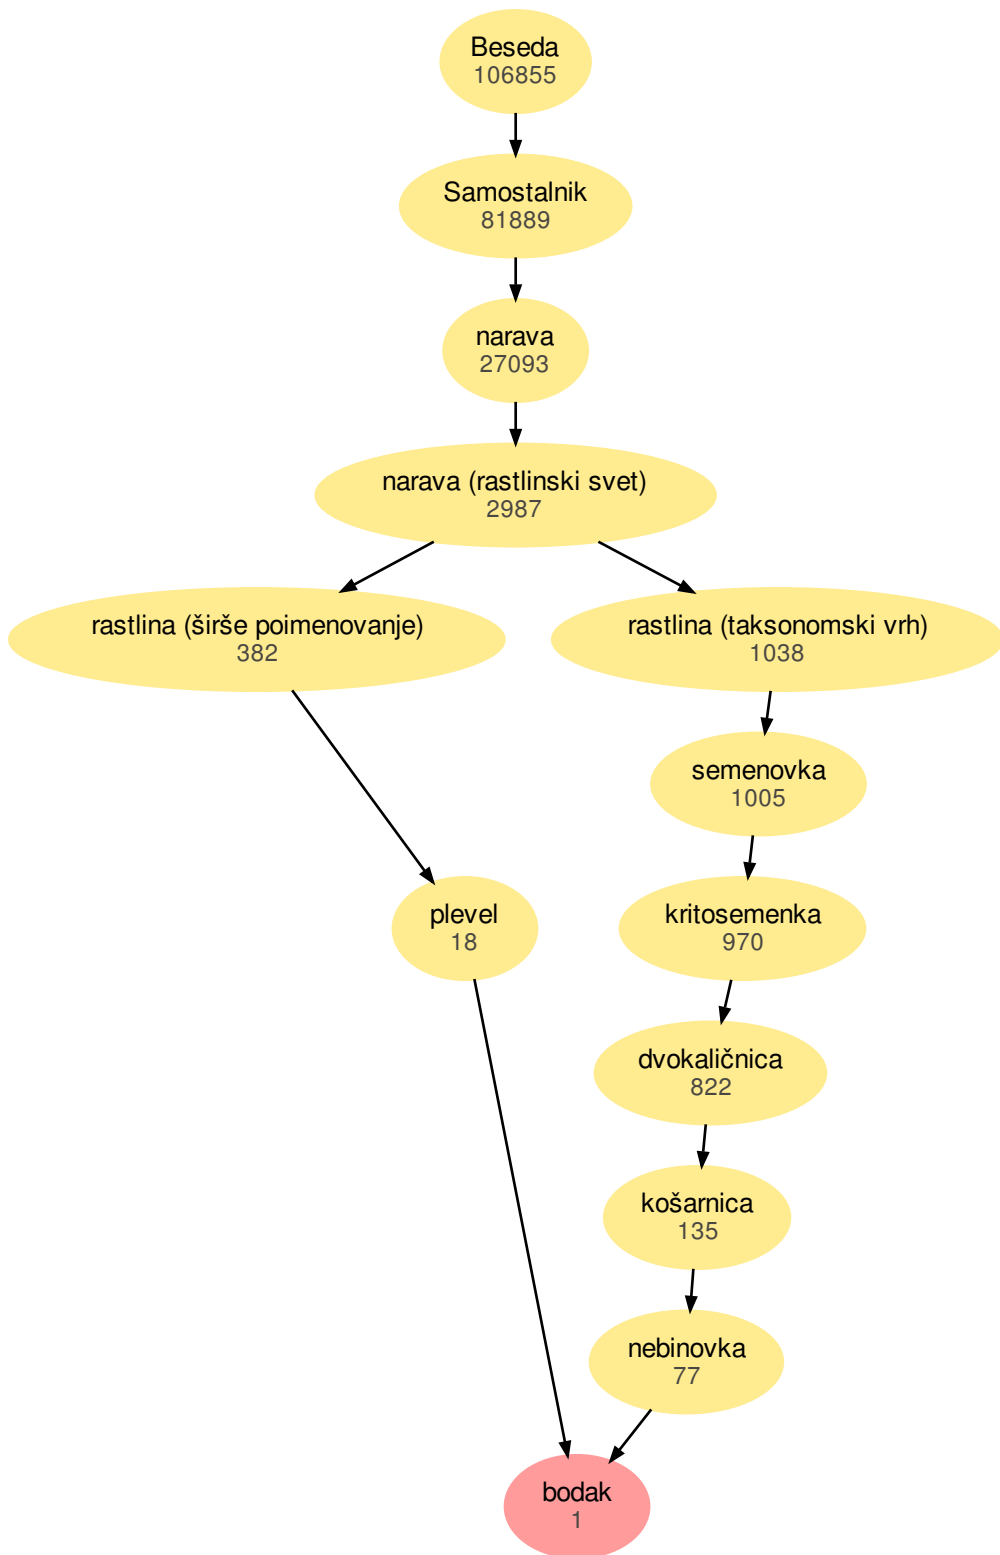 Beseda
106855
Samostalnik
81889
narava
27093
narava (rastlinski svet)
2987
rastlina (širše poimenovanje)
382
rastlina (taksonomski vrh)
1038
semenovka
1005
plevel
18
kritosemenka
970
dvokaličnica
822
košarnica
135
nebinovka
77
bodak
1